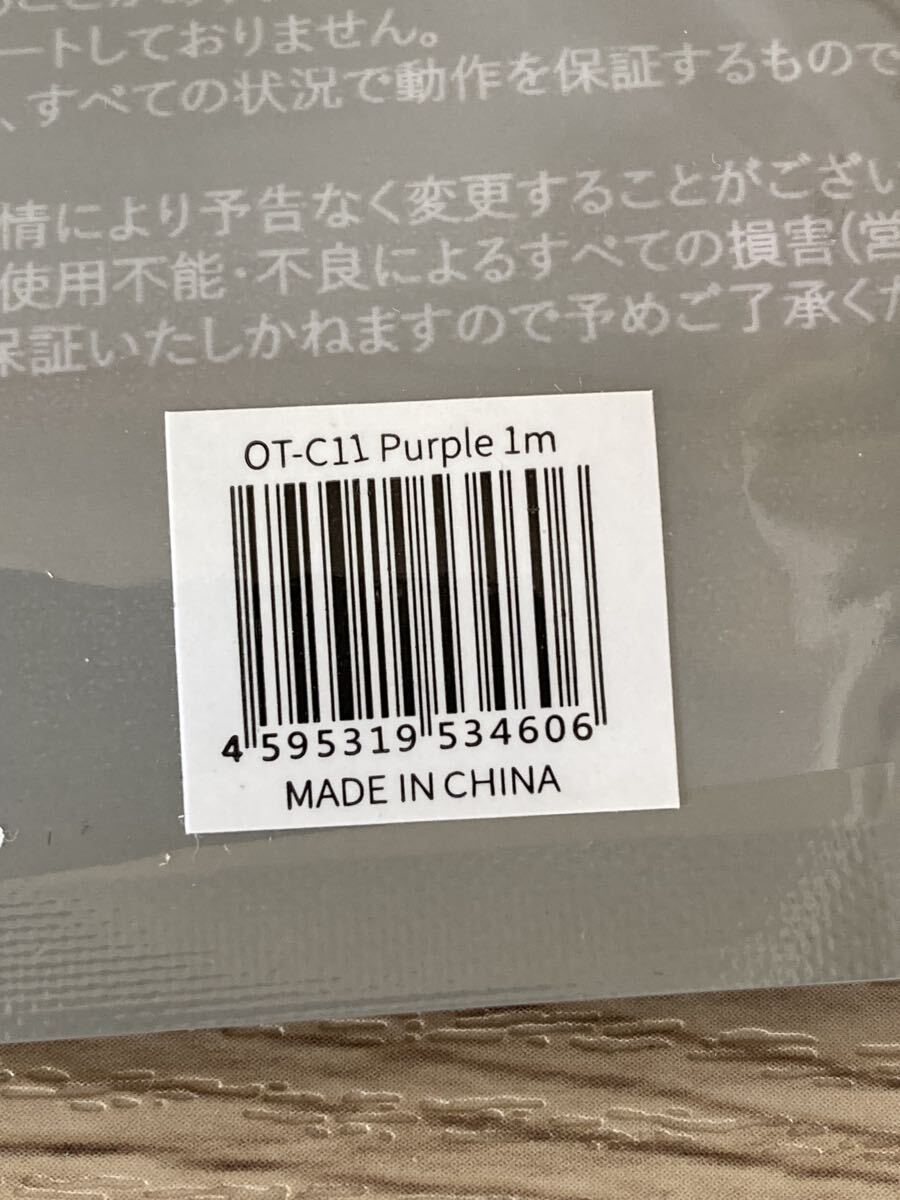 ートしておりません。
、すべての状況で動作を保証するもので
情により予告なく変更することがござい
使用不能・不良によるすべての損害(営
保証いたしかねますので予めご了承くだ
OT-C11 Purple 1m
4 595319 534606
MADE IN CHINA